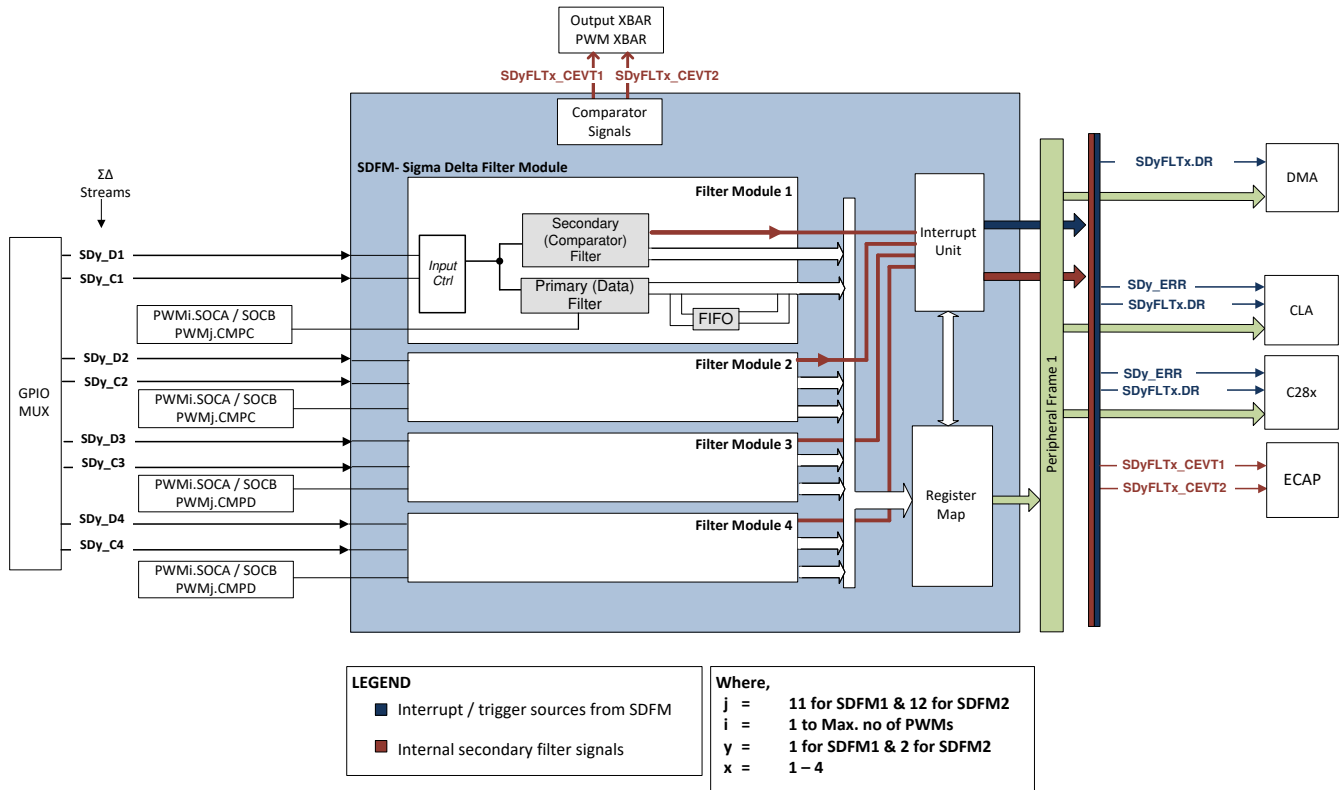 Output XBAR
PWM XBAR
SDyFLTx_CEVT1
SDyFLTx_CEVT2
Comparator
Signals
SDFM- Sigma Delta Filter Module
ΣΔ
Streams
GPIO
MUX
SDy_D1
SDy_C1
PWMi.SOCA / SOCB
PWMj.CMPC
SDy_D2
SDy_C2
PWMi.SOCA / SOCB
PWMj.CMPC
SDy_D3
SDy_C3
PWMi.SOCA / SOCB
PWMj.CMPD
SDy_D4
SDy_C4
PWMi.SOCA / SOCB
PWMj.CMPD
Filter Module 1
Input
Ctrl
Secondary
(Comparator)
Filter
Primary (Data)
Filter
FIFO
Filter Module 2
Filter Module 3
Filter Module 4
Interrupt
Unit
Register
Map
Peripheral Frame 1
SDyFLTx.DR
DMA
SDy_ERR
SDyFLTx.DR
CLA
SDy_ERR
SDyFLTx.DR
C28x
SDyFLTx_CEVT1
SDyFLTx_CEVT2
ECAP
LEGEND
Interrupt / trigger sources from SDFM
Internal secondary filter signals
Where,
j = 11 for SDFM1 & 12 for SDFM2
i = 1 to Max. no of PWMs
y = 1 for SDFM1 & 2 for SDFM2
x = 1 – 4